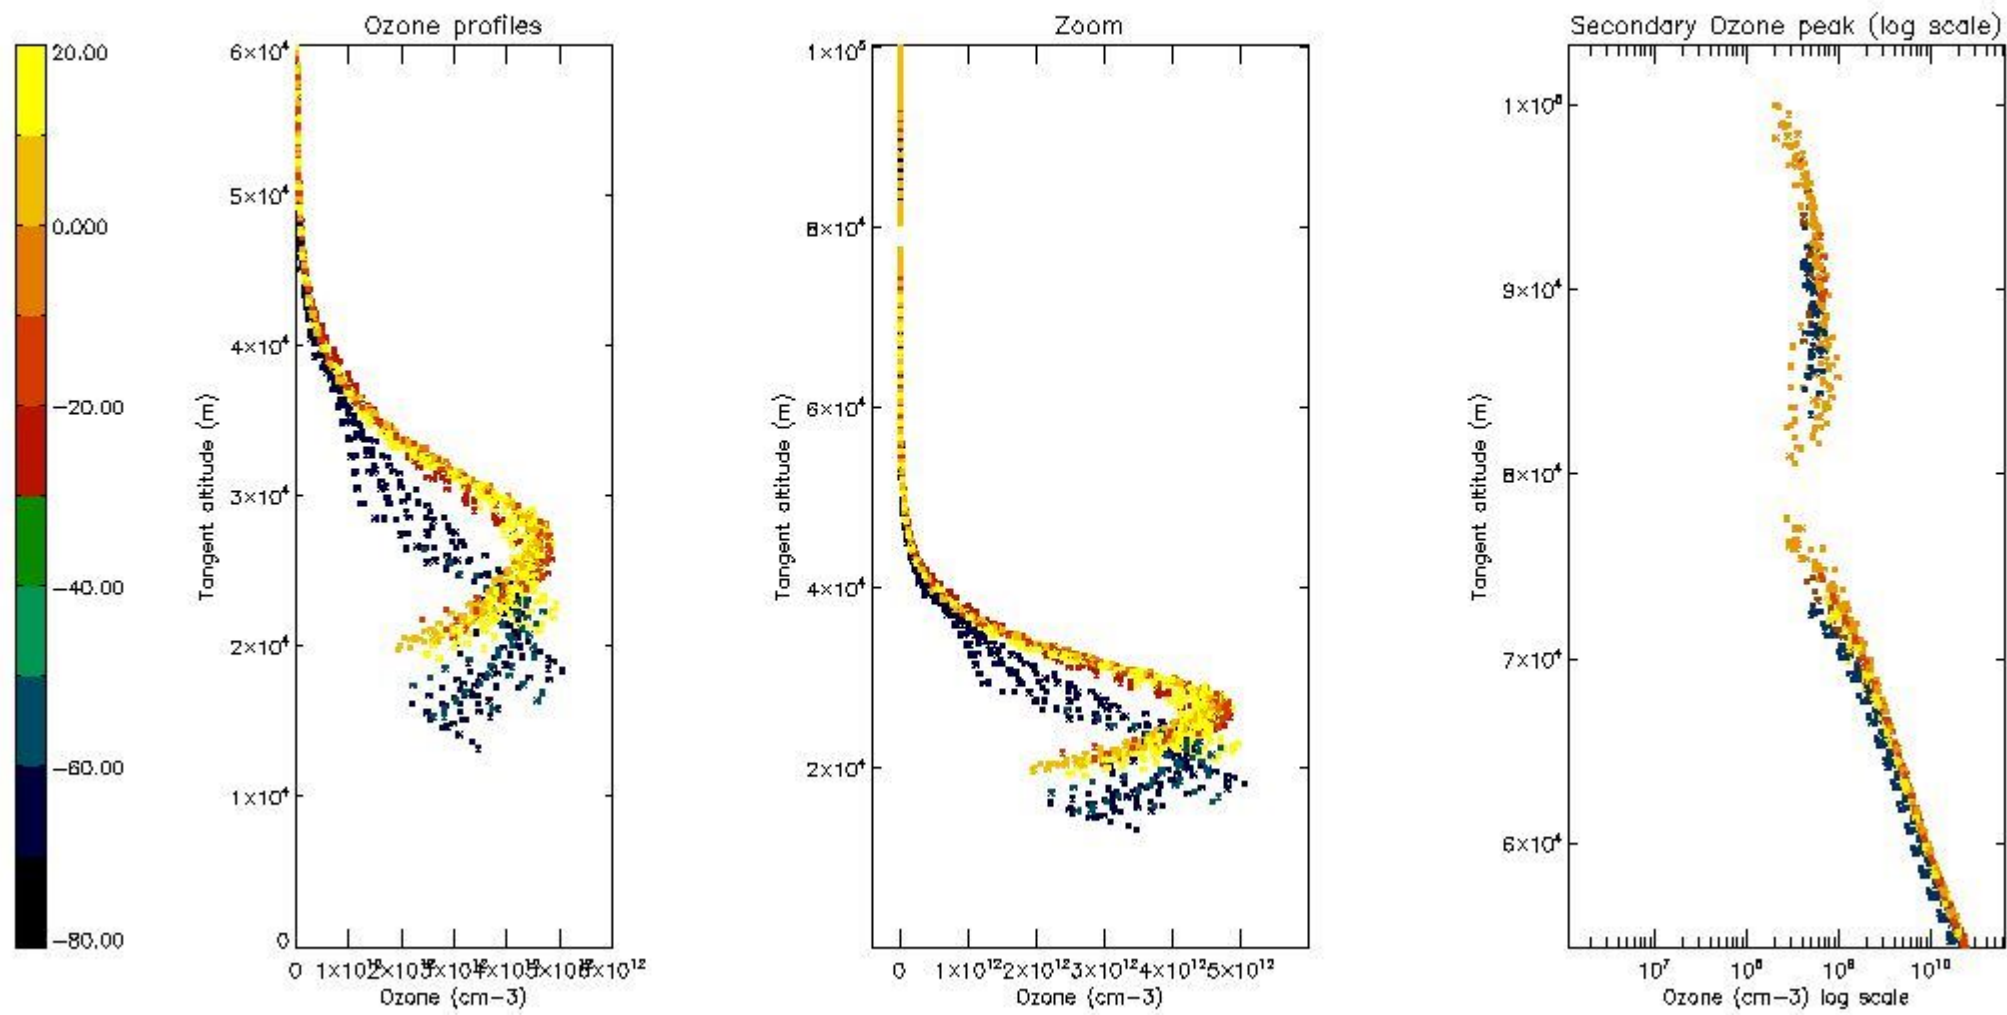 Ozone profiles
Zoom
Secondary Ozone peak (log scale)
20.00
0.000
−20.00
−40.00
−60.00
−80.00
Tangent altitude (m)
6×10⁴
5×10⁴
4×10⁴
3×10⁴
2×10⁴
1×10⁴
0
0 1×10¹²
6×10¹²
Ozone (cm−3)
Tangent altitude (m)
1×10⁵
8×10⁴
6×10⁴
4×10⁴
2×10⁴
0 1×10¹² 2×10¹² 3×10¹² 4×10¹² 5×10¹²
Ozone (cm−3)
Tangent altitude (m)
9×10⁴
8×10⁴
7×10⁴
6×10⁴
10⁷ 10⁸ 10⁹ 10¹⁰
Ozone (cm−3) log scale